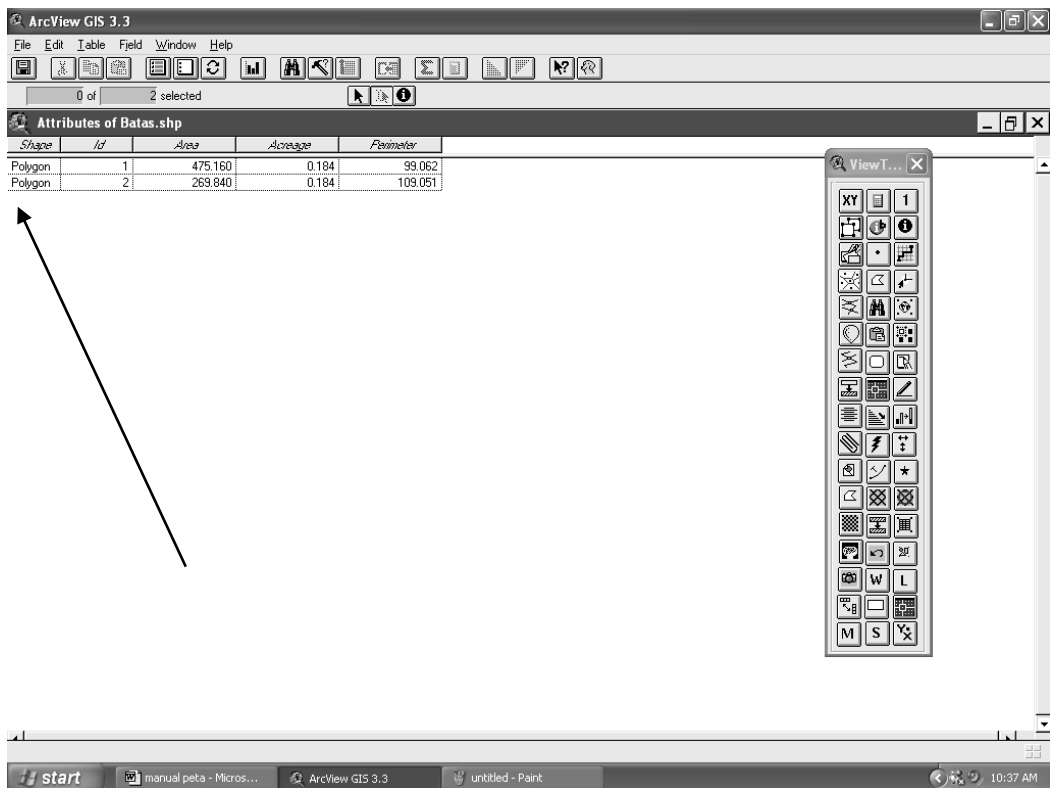 ArcView GIS 3.3
File Edit Table Field Window Help
0 of 2 selected
Attributes of Batas.shp
Shape Id Area Acreage Perimeter
Polygon 1 475.160 0.184 99.062
Polygon 2 269.840 0.184 109.051
ViewT...
XY 1
W L
M S Y X
start manual peta - Micros... ArcView GIS 3.3 untitled - Paint 10:37 AM